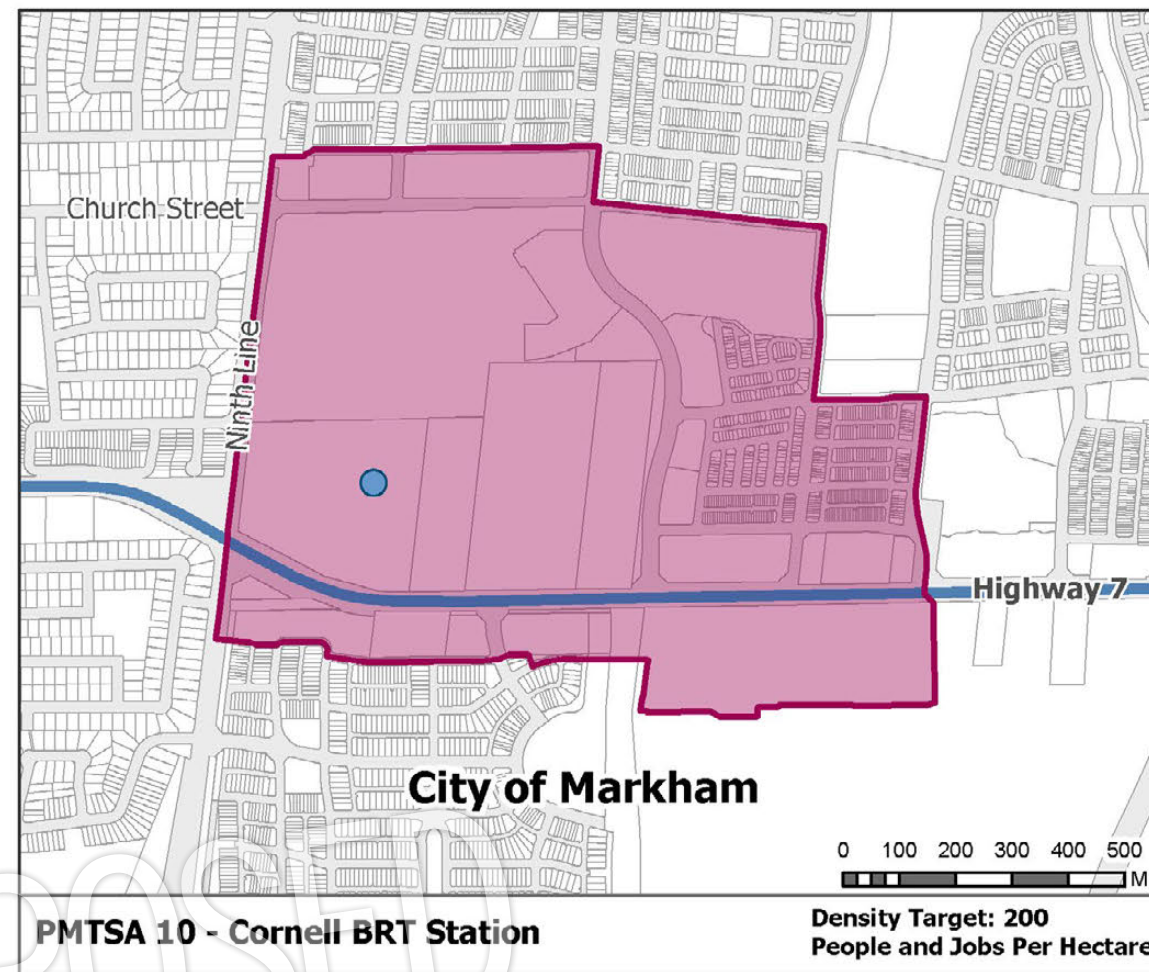 Church Street
Ninth Line
Highway 7
City of Markham
0 100 200 300 400 500
M
PMTSA 10 - Cornell BRT Station
Density Target: 200
People and Jobs Per Hectare
POSED